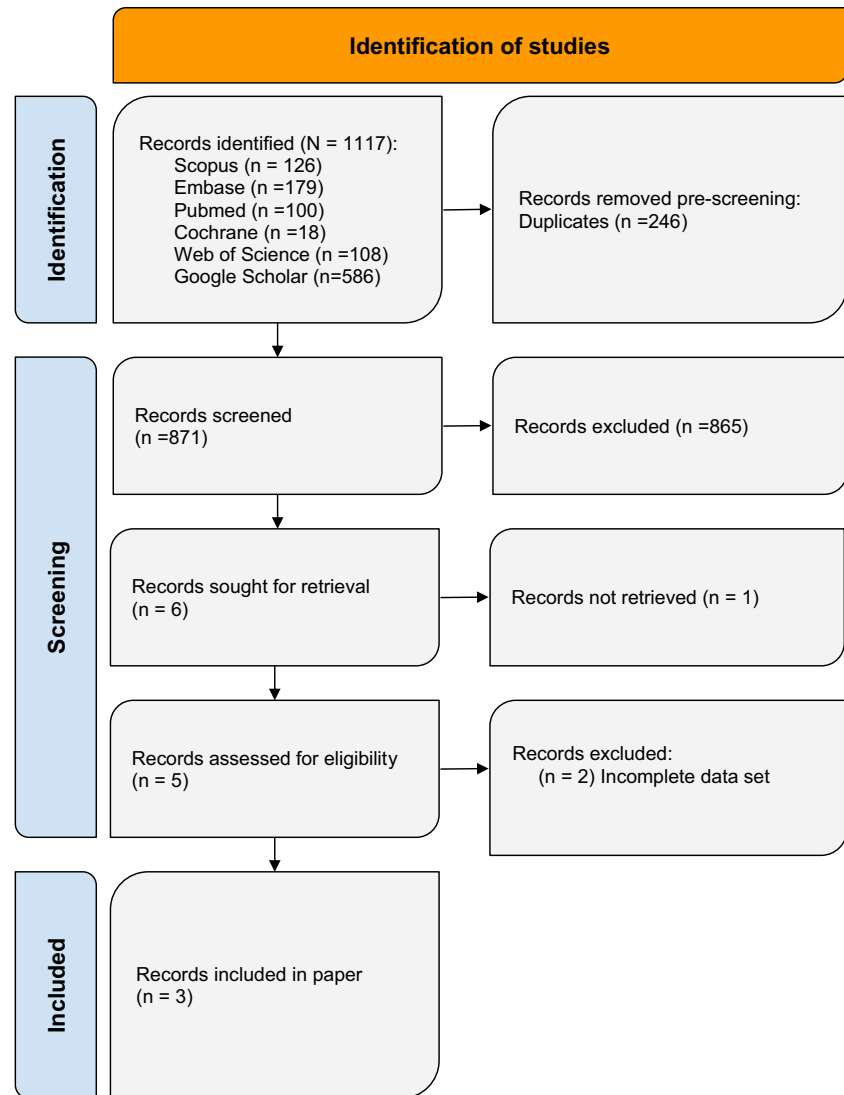 Identification of studies
Identification
Records identified (N = 1117):
Scopus (n = 126)
Embase (n =179)
Pubmed (n =100)
Cochrane (n =18)
Web of Science (n =108)
Google Scholar (n=586)
Records removed pre-screening:
Duplicates (n =246)
Screening
Records screened
(n =871)
Records excluded (n =865)
Records sought for retrieval
(n = 6)
Records not retrieved (n = 1)
Records assessed for eligibility
(n = 5)
Records excluded:
(n = 2) Incomplete data set
Included
Records included in paper
(n = 3)